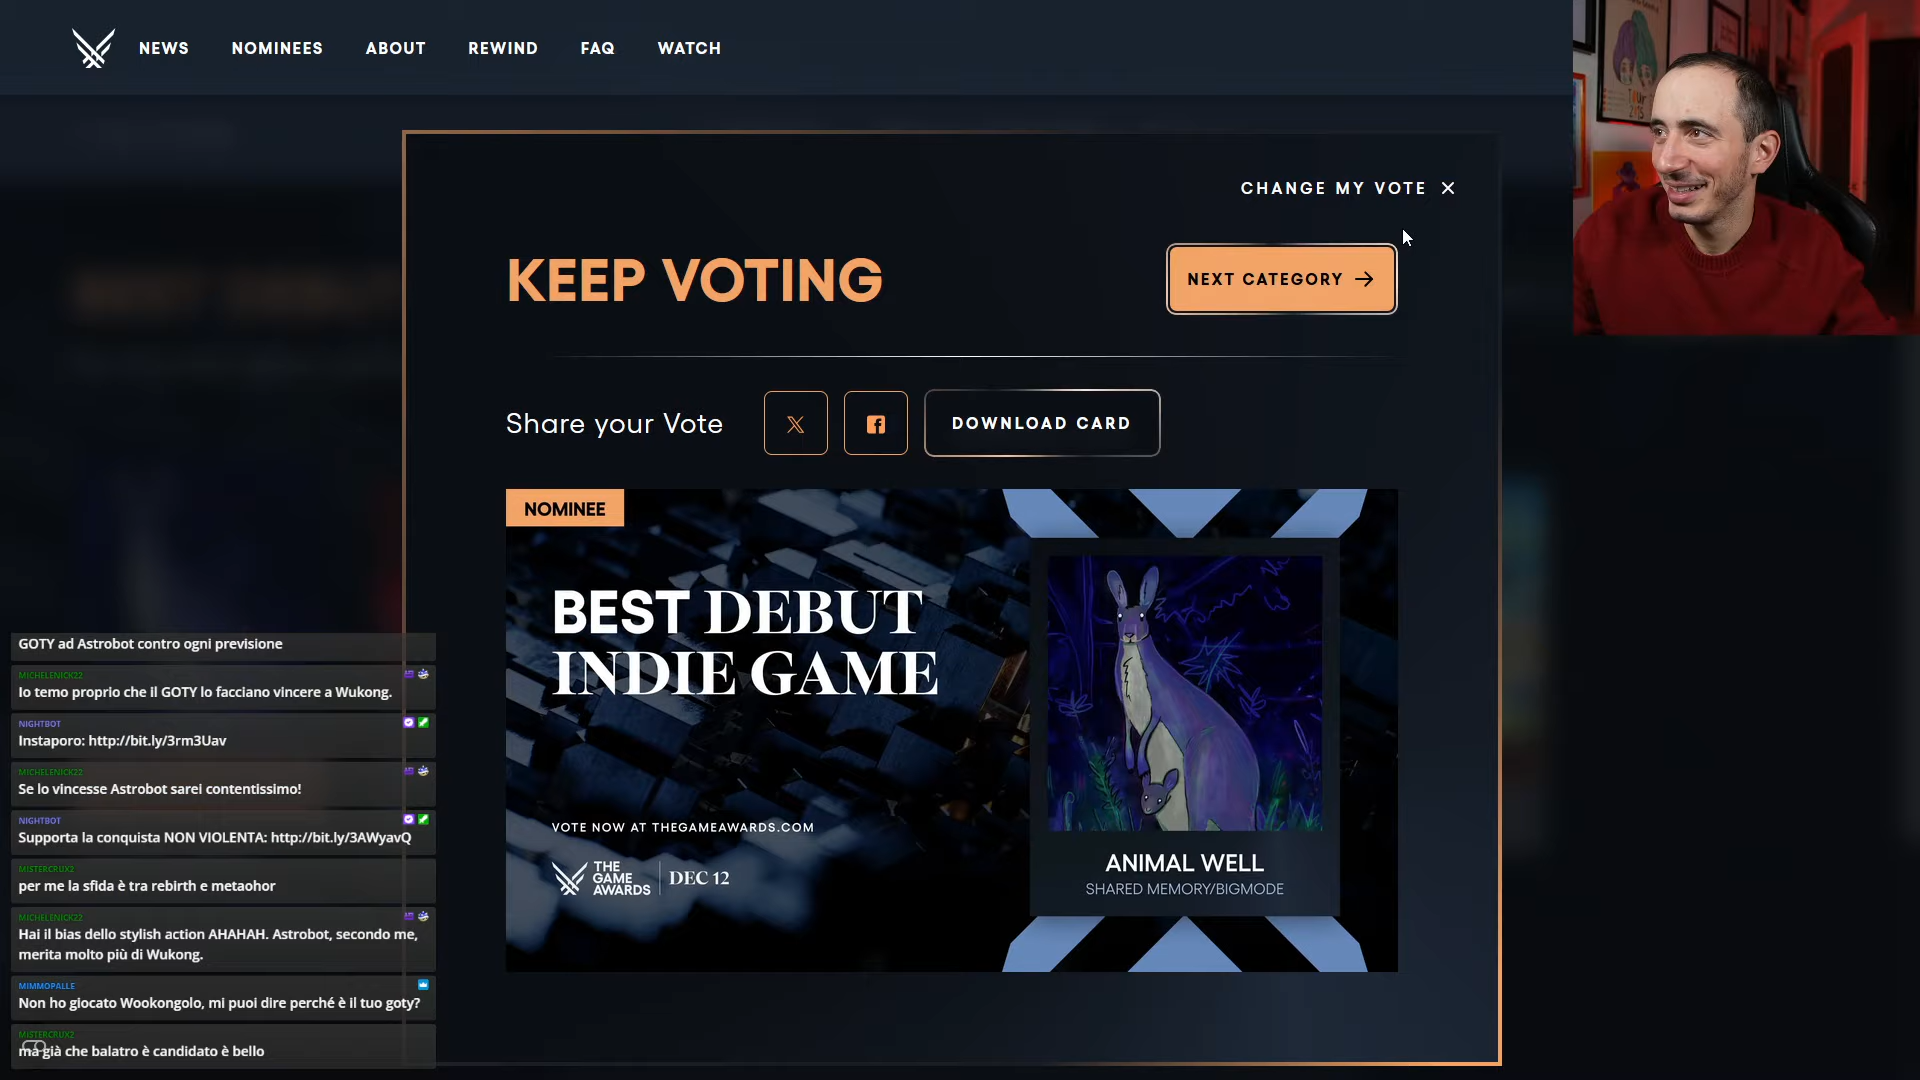 NEWS
NOMINEES
ABOUT
REWIND
FAQ
WATCH
CHANGE MY VOTE
KEEP VOTING
NEXT CATEGORY
Share your Vote
DOWNLOAD CARD
NOMINEE
BEST DEBUT
INDIE GAME
VOTE NOW AT THEGAMEAWARDS.COM
THE
GAME
AWARDS
DEC 12
ANIMAL WELL
SHARED MEMORY/BIGMODE
GOTY ad Astrobot contro ogni previsione
MICHELENICK22
Io temo proprio che il GOTY lo facciano vincere a Wukong.
NIGHTBOT
Instaporo: http://bit.ly/3rm3Uav
MICHELENICK22
Se lo vincesse Astrobot sarei contentissimo!
NIGHTBOT
Supporta la conquista NON VIOLENTA: http://bit.ly/3AWyavQ
MISTERCRUX2
per me la sfida è tra rebirth e metaohor
MICHELENICK22
Hai il bias dello stylish action AHAHAH. Astrobot, secondo me,
merita molto più di Wukong.
MIMMOPALLE
Non ho giocato Wookongolo, mi puoi dire perché è il tuo goty?
MISTERCRUX2
ma già che balatro è candidato è bello